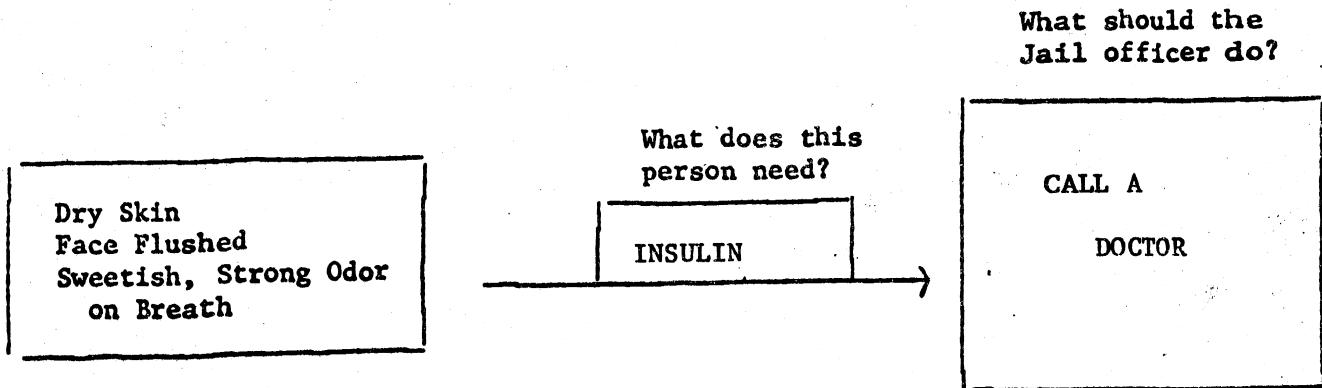 Dry Skin
Face Flushed
Sweetish, Strong Odor
on Breath
What does this
person need?
INSULIN
What should the
Jail officer do?
CALL A
DOCTOR